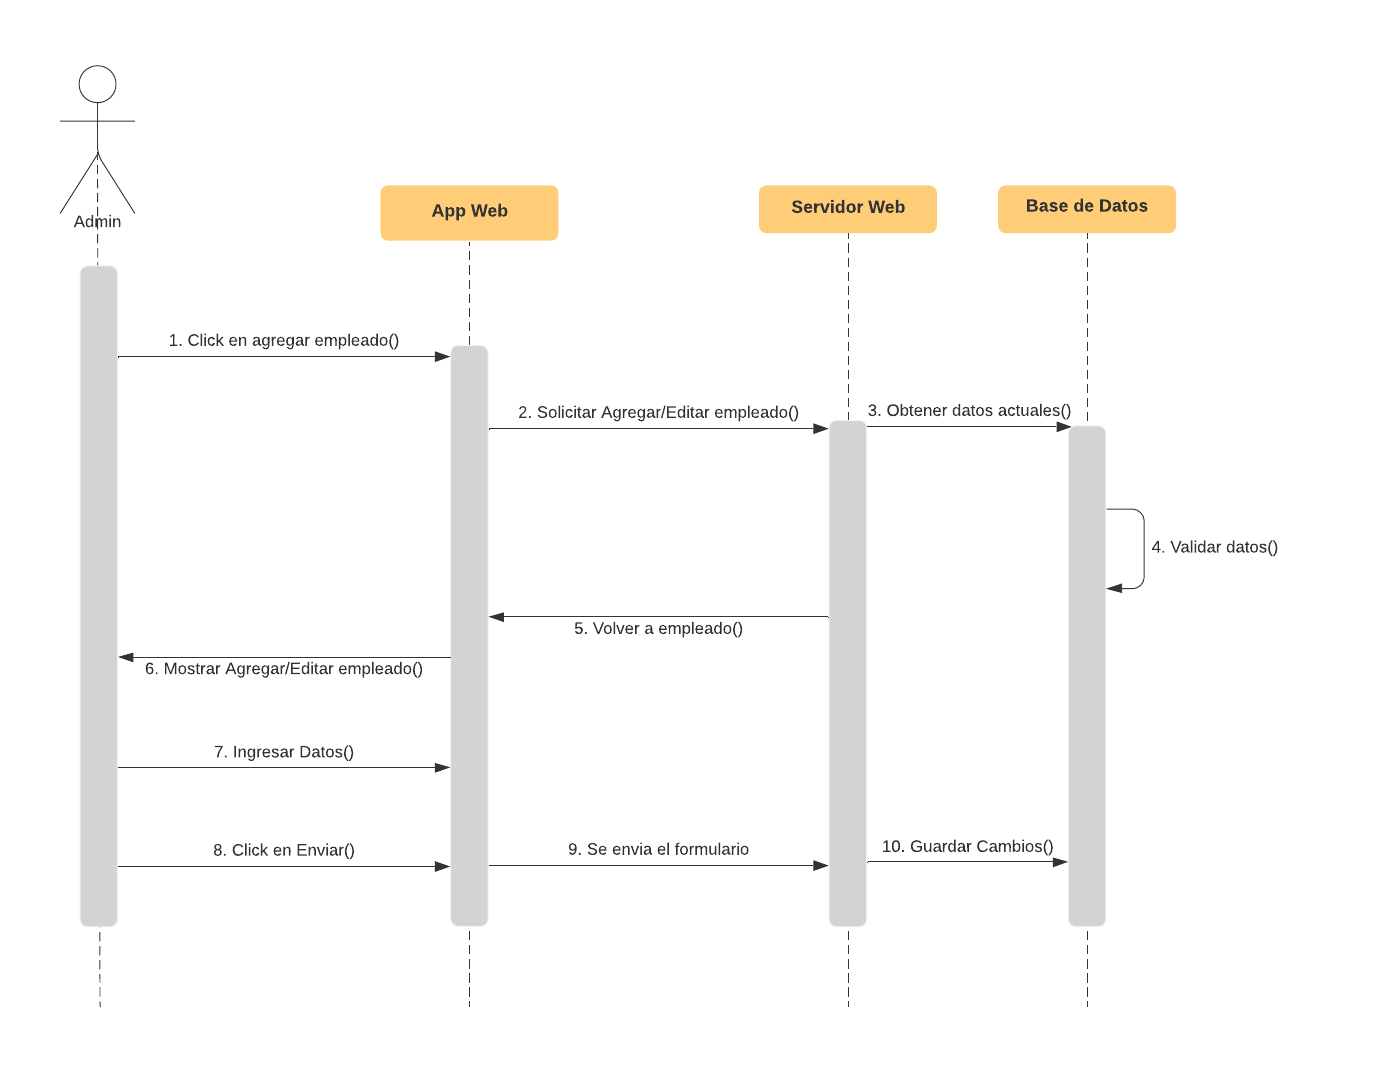 Admin
App Web
Servidor Web
Base de Datos
1. Click en agregar empleado()
2. Solicitar Agregar/Editar empleado()
3. Obtener datos actuales()
4. Validar datos()
5. Volver a empleado()
6. Mostrar Agregar/Editar empleado()
7. Ingresar Datos()
8. Click en Enviar()
9. Se envia el formulario
10. Guardar Cambios()